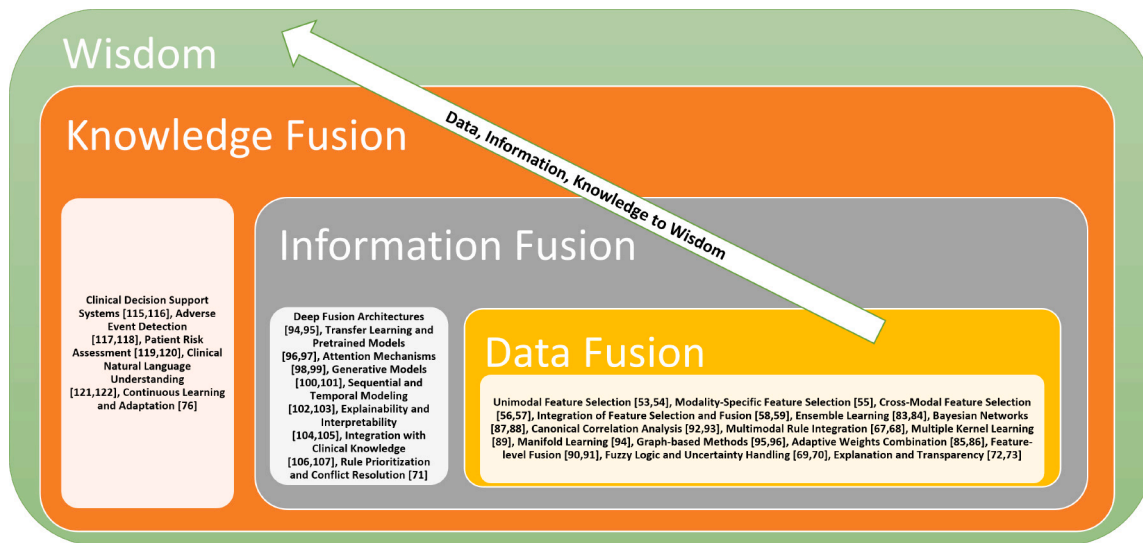 Wisdom
Knowledge Fusion
Data, Information, Knowledge to Wisdom
Information Fusion
Clinical Decision Support
Systems [115,116], Adverse
Event Detection
[117,118], Patient Risk
Assessment [119,120], Clinical
Natural Language
Understanding
[121,122], Continuous Learning
and Adaptation [76]
Deep Fusion Architectures
[94,95], Transfer Learning and
Pretrained Models
[96,97], Attention Mechanisms
[98,99], Generative Models
[100,101], Sequential and
Temporal Modeling
[102,103], Explainability and
Interpretability
[104,105], Integration with
Clinical Knowledge
[106,107], Rule Prioritization
and Conflict Resolution [71]
Data Fusion
Unimodal Feature Selection [53,54], Modality-Specific Feature Selection [55], Cross-Modal Feature Selection
[56,57], Integration of Feature Selection and Fusion [58,59], Ensemble Learning [83,84], Bayesian Networks
[87,88], Canonical Correlation Analysis [92,93], Multimodal Rule Integration [67,68], Multiple Kernel Learning
[89], Manifold Learning [94], Graph-based Methods [95,96], Adaptive Weights Combination [85,86], Feature-
level Fusion [90,91], Fuzzy Logic and Uncertainty Handling [69,70], Explanation and Transparency [72,73]